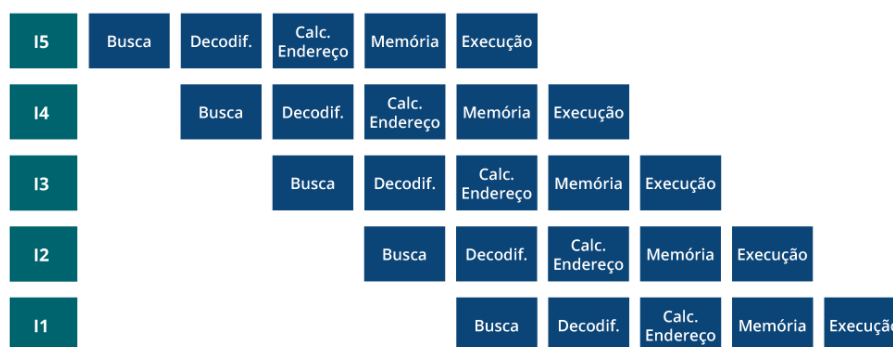 I5 Busca Decodif. Calc. Endereço Memória Execução
I4 Busca Decodif. Calc. Endereço Memória Execução
I3 Busca Decodif. Calc. Endereço Memória Execução
I2 Busca Decodif. Calc. Endereço Memória Execução
I1 Busca Decodif. Calc. Endereço Memória Execução